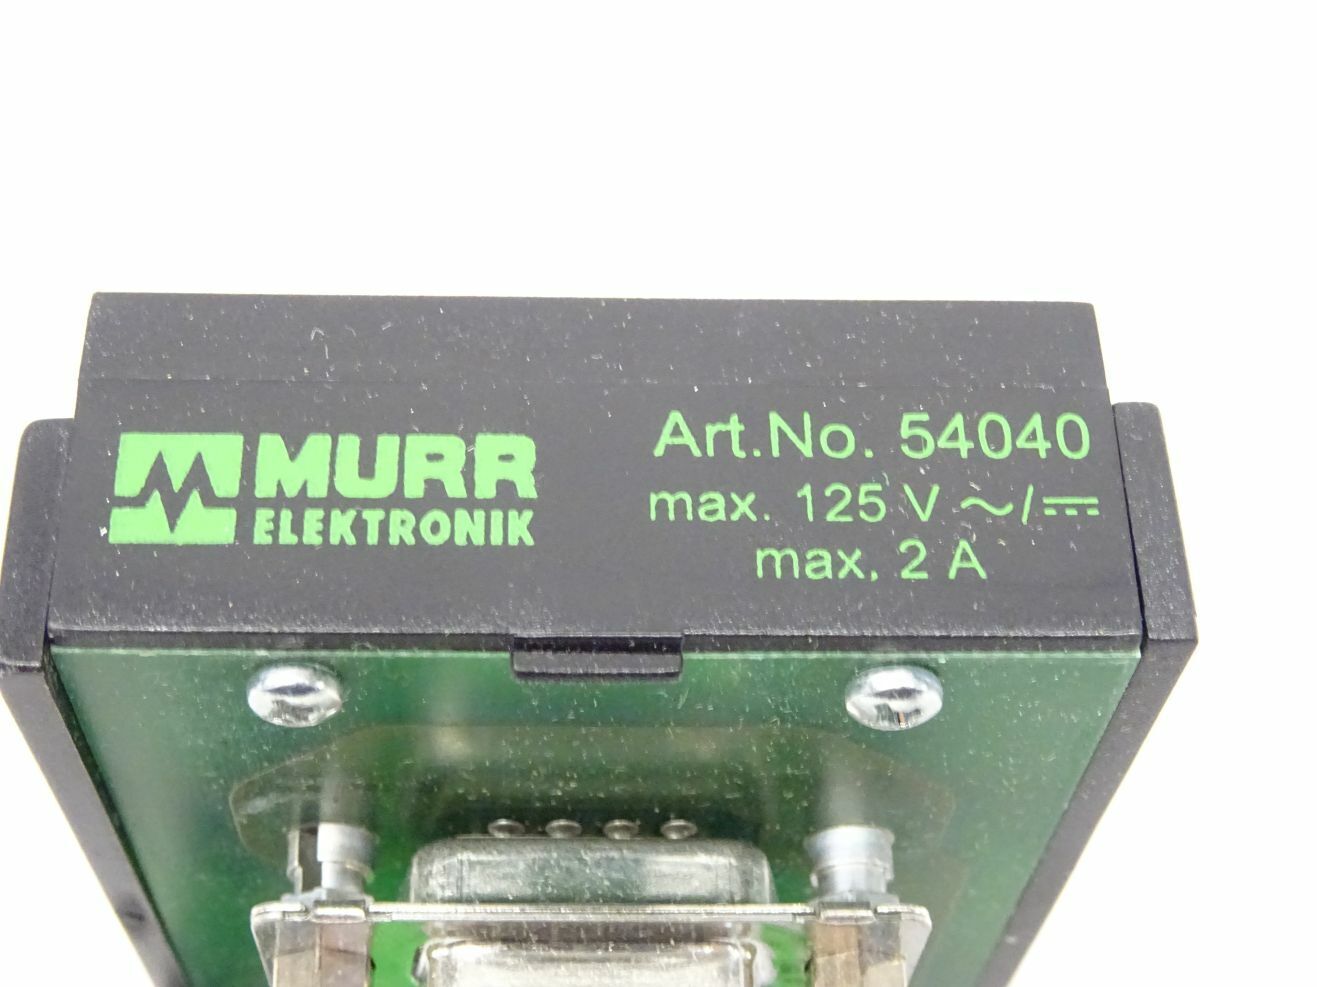 MURR
ELEKTRONIK
Art.No. 54040
max. 125 V ~/⎓
max. 2 A